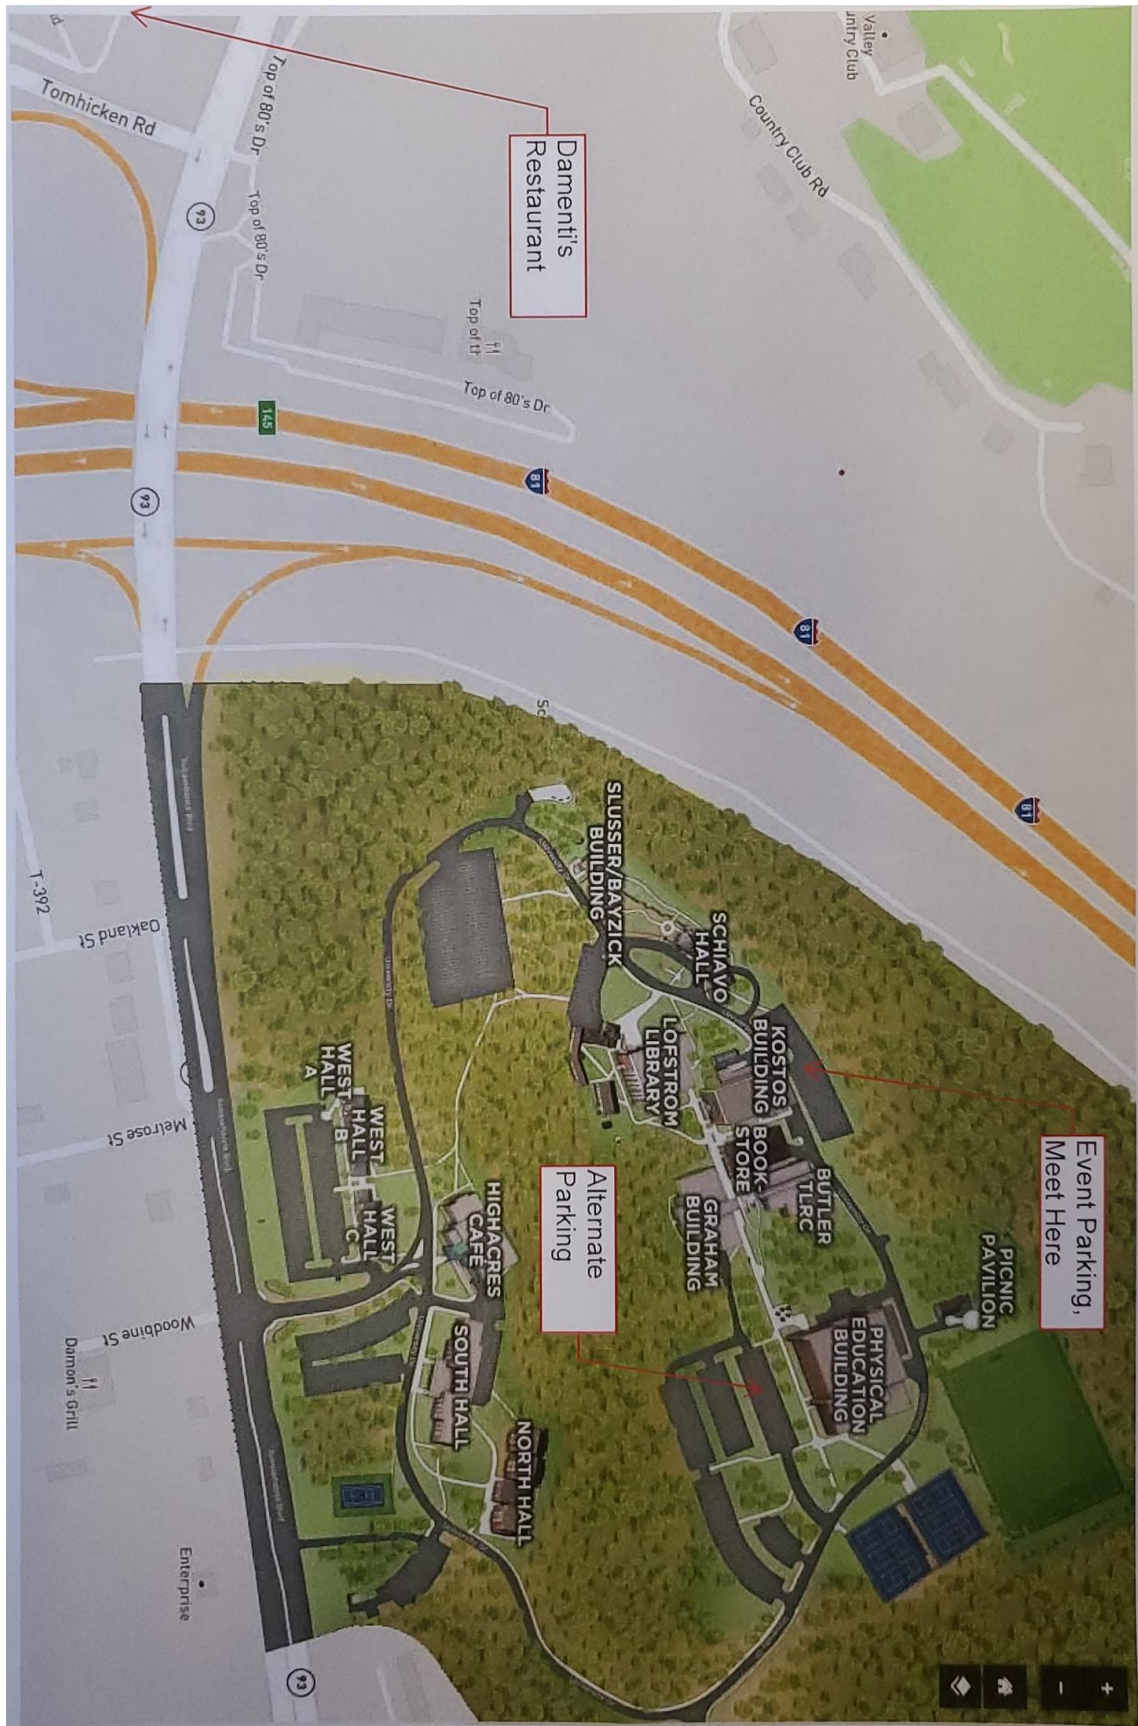 Valley
untry Club
Country Club Rd
Tomhicken Rd
Top of 80's Dr
Top of 80's Dr
Top of 80's Dr
93
Damenti's
Restaurant
145
81
81
81
93
T-392
Oakland St
Melrose St
Woodbine St
Damon's Grill
Enterprise
93
SLUSSER/BAYZICK
BUILDING
SCHIAVO
HALL
KOSTOS
BUILDING
LOFSTROM
LIBRARY
BOOK-
STORE
BUTLER
TLRC
GRAHAM
BUILDING
PHYSICAL
EDUCATION
BUILDING
PICNIC
PAVILION
Event Parking,
Meet Here
Alternate
Parking
WEST
HALL
A
WEST
HALL
B
WEST
HALL
C
HIGHACRES
CAFE
SOUTH HALL
NORTH HALL
University Dr
+
−